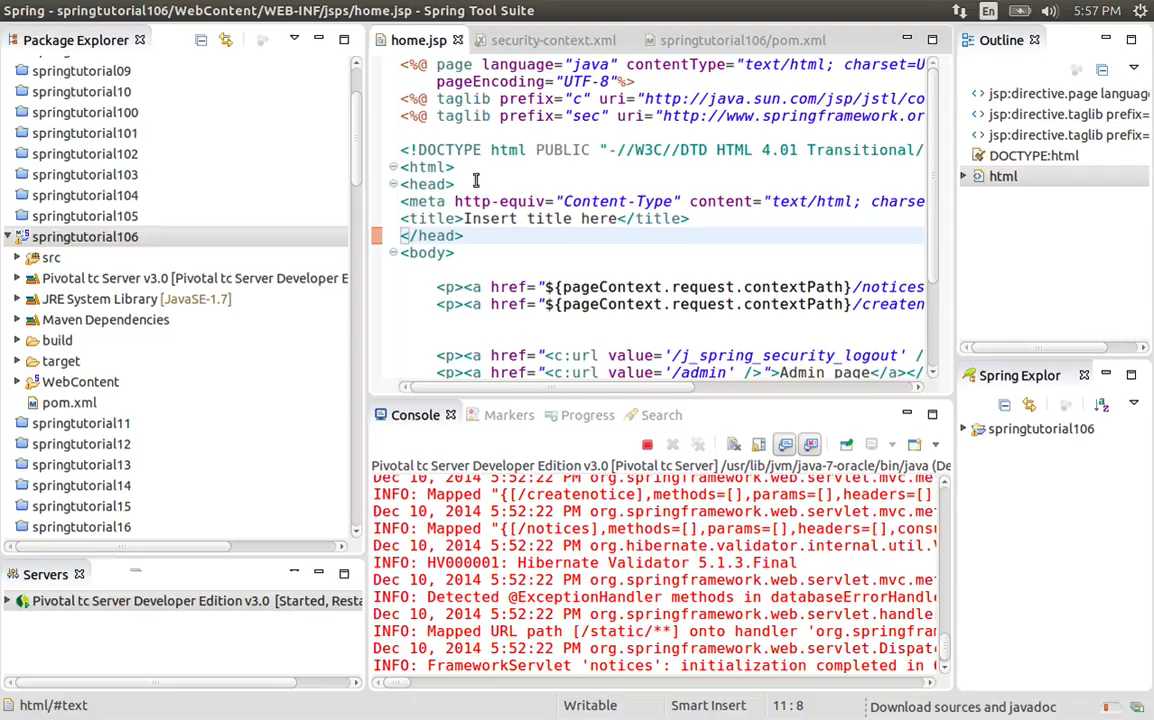 Spring - springtutorial106/WebContent/WEB-INF/jsps/home.jsp - Spring Tool Suite
En
5:57 PM
Package Explorer
springtutorial09
springtutorial10
springtutorial100
springtutorial101
springtutorial102
springtutorial103
springtutorial104
springtutorial105
springtutorial106
src
Pivotal tc Server v3.0 [Pivotal tc Server Developer E
JRE System Library [JavaSE-1.7]
Maven Dependencies
build
target
WebContent
pom.xml
springtutorial11
springtutorial12
springtutorial13
springtutorial14
springtutorial15
springtutorial16
Servers
Pivotal tc Server Developer Edition v3.0 [Started, Resta
home.jsp
security-context.xml
springtutorial106/pom.xml
<%@ page language="java" contentType="text/html; charset=U
pageEncoding="UTF-8"%>
<%@ taglib prefix="c" uri="http://java.sun.com/jsp/jstl/co
<%@ taglib prefix="sec" uri="http://www.springframework.or
<!DOCTYPE html PUBLIC "-//W3C//DTD HTML 4.01 Transitional/
<html>
<head>
<meta http-equiv="Content-Type" content="text/html; charse
<title>Insert title here</title>
</head>
<body>
<p><a href="${pageContext.request.contextPath}/notices
<p><a href="${pageContext.request.contextPath}/createn
<p><a href="<c:url value='/j_spring_security_logout' /
<p><a href="<c:url value='/admin' />">Admin page</a></
Console
Markers
Progress
Search
Pivotal tc Server Developer Edition v3.0 [Pivotal tc Server] /usr/lib/jvm/java-7-oracle/bin/java (De
Dec 10, 2014 5:52:22 PM org.springframework.web.servlet.mvc.me
INFO: Mapped "{[/createnotice],methods=[],params=[],headers=[]
Dec 10, 2014 5:52:22 PM org.springframework.web.servlet.mvc.me
INFO: Mapped "{[/notices],methods=[],params=[],headers=[],cons
Dec 10, 2014 5:52:22 PM org.hibernate.validator.internal.util.V
INFO: HV000001: Hibernate Validator 5.1.3.Final
Dec 10, 2014 5:52:22 PM org.springframework.web.servlet.mvc.me
INFO: Detected @ExceptionHandler methods in databaseErrorHandl
Dec 10, 2014 5:52:22 PM org.springframework.web.servlet.handler
INFO: Mapped URL path [/static/**] onto handler 'org.springfram
Dec 10, 2014 5:52:22 PM org.springframework.web.servlet.Dispat
INFO: FrameworkServlet 'notices': initialization completed in 6
Outline
jsp:directive.page languag
jsp:directive.taglib prefix=
jsp:directive.taglib prefix=
DOCTYPE:html
html
Spring Explor
springtutorial106
html/#text
Writable
Smart Insert
11 : 8
Download sources and javadoc